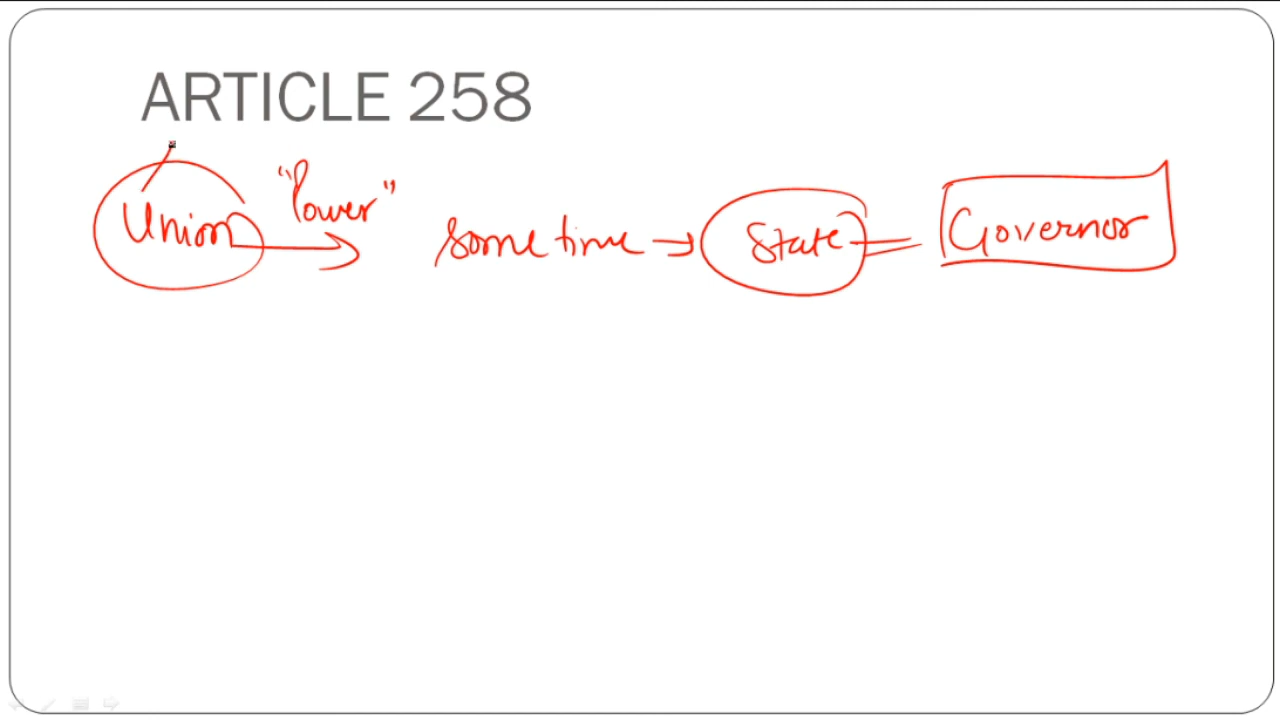 ARTICLE 258
Union "Power" some time → State = Governor